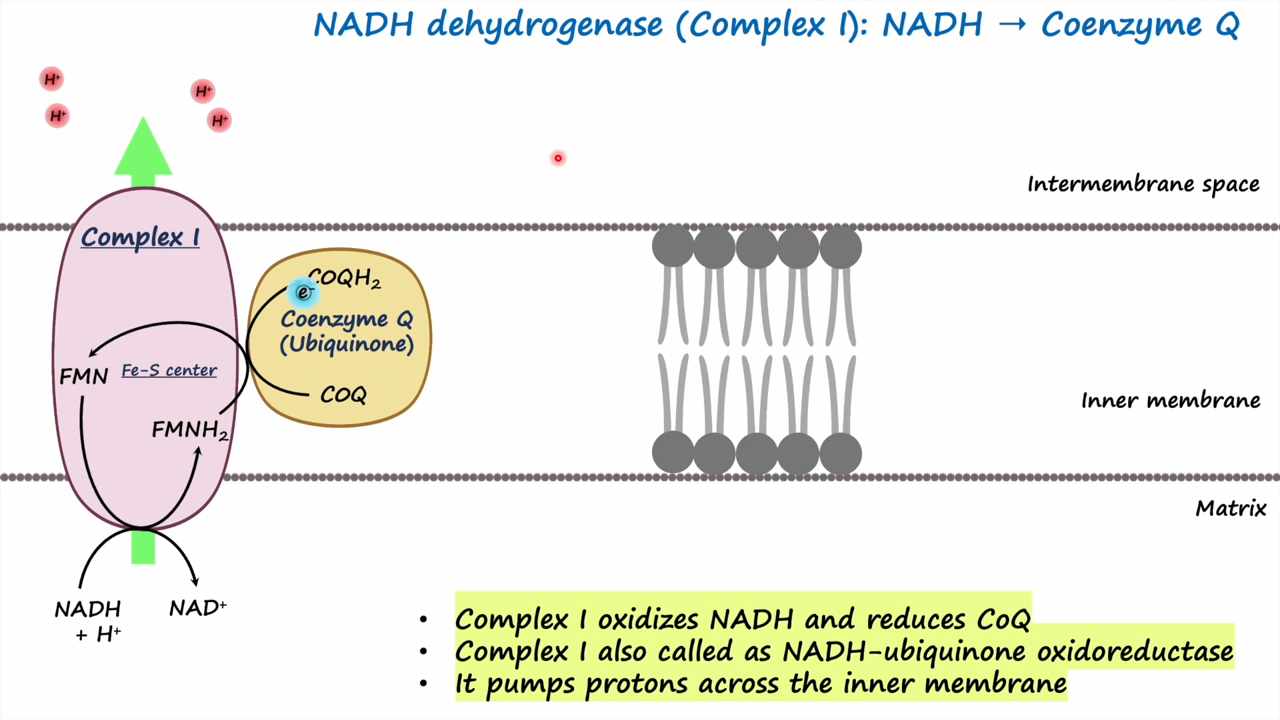 NADH dehydrogenase (Complex I): NADH → Coenzyme Q
H⁺
H⁺
H⁺
H⁺
Intermembrane space
Complex I
COQH₂
e⁻
Coenzyme Q
(Ubiquinone)
FMN
Fe-S center
COQ
FMNH₂
Inner membrane
Matrix
NADH
+ H⁺
NAD⁺
• Complex I oxidizes NADH and reduces CoQ
• Complex I also called as NADH-ubiquinone oxidoreductase
• It pumps protons across the inner membrane